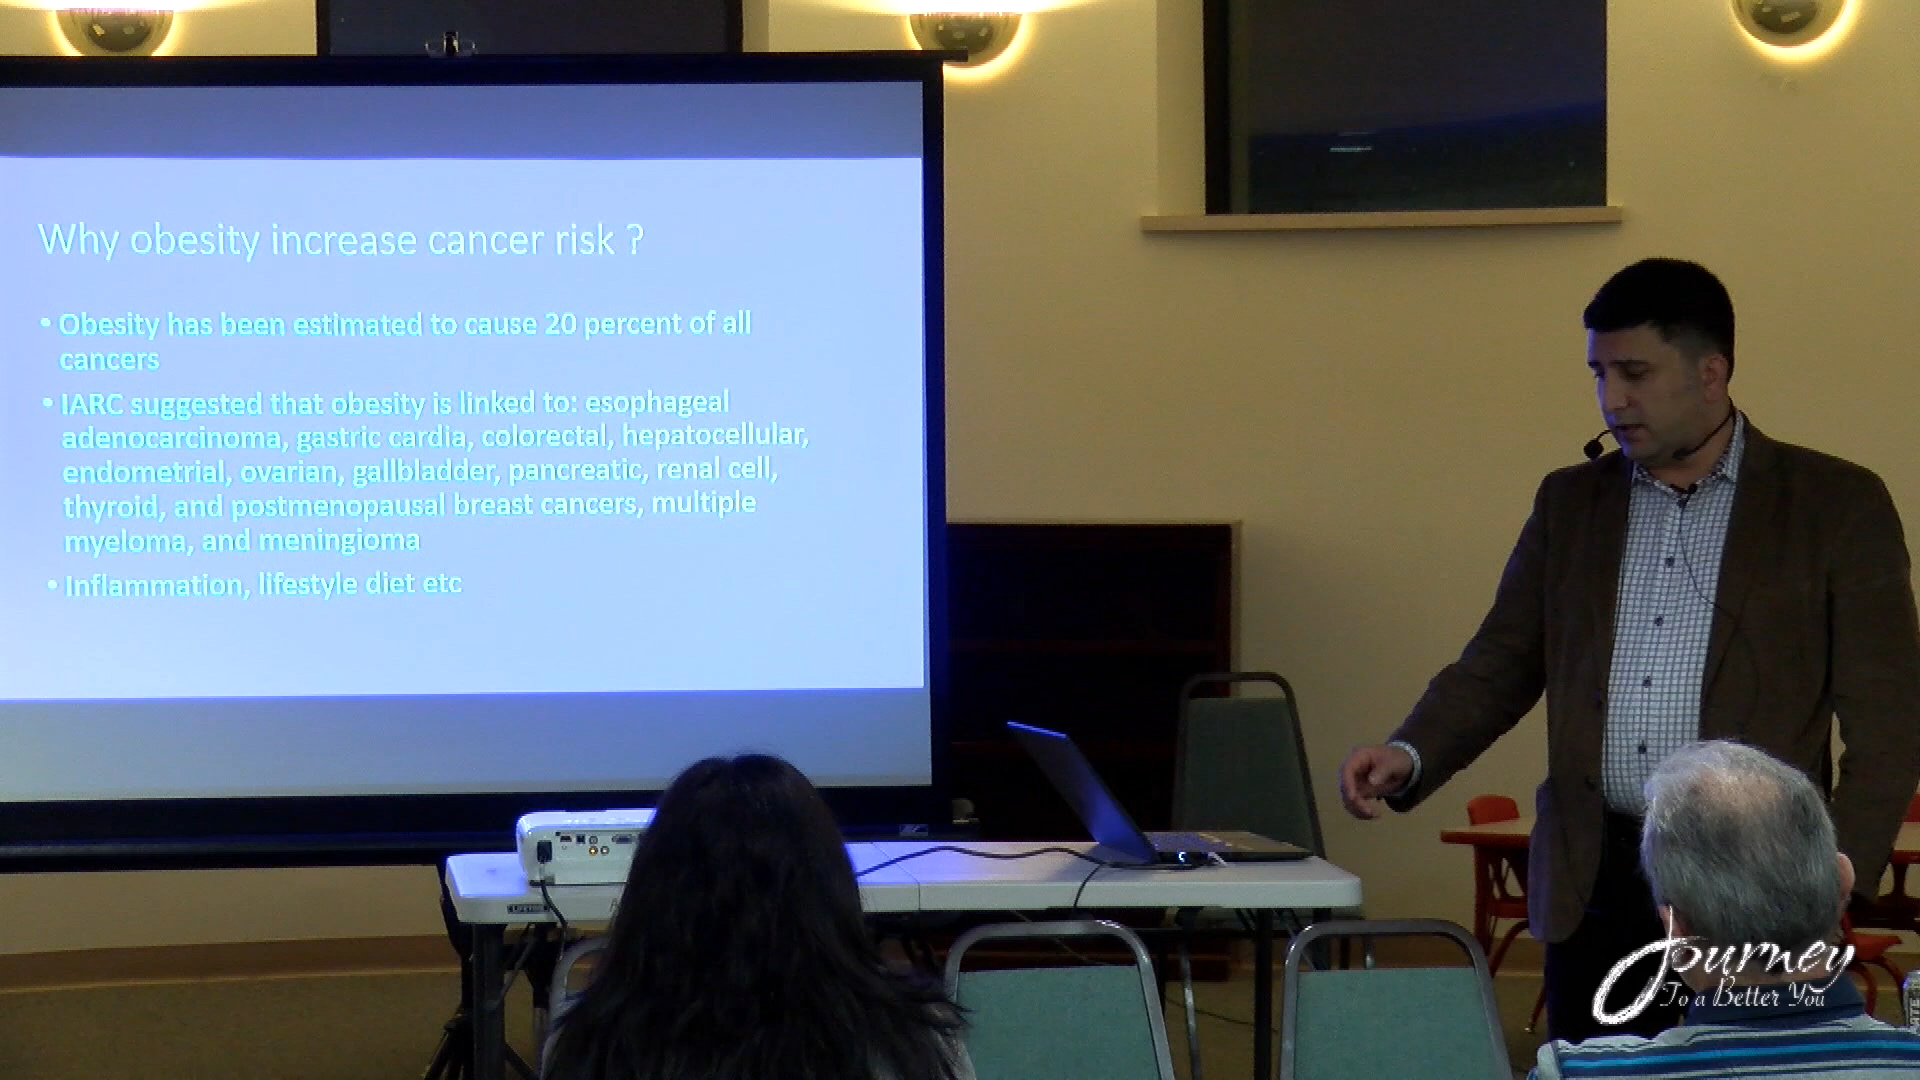 Why obesity increase cancer risk ?
• Obesity has been estimated to cause 20 percent of all
cancers
• IARC suggested that obesity is linked to: esophageal
adenocarcinoma, gastric cardia, colorectal, hepatocellular,
endometrial, ovarian, gallbladder, pancreatic, renal cell,
thyroid, and postmenopausal breast cancers, multiple
myeloma, and meningioma
• Inflammation, lifestyle diet etc
LIFETIME
Journey
To a Better You